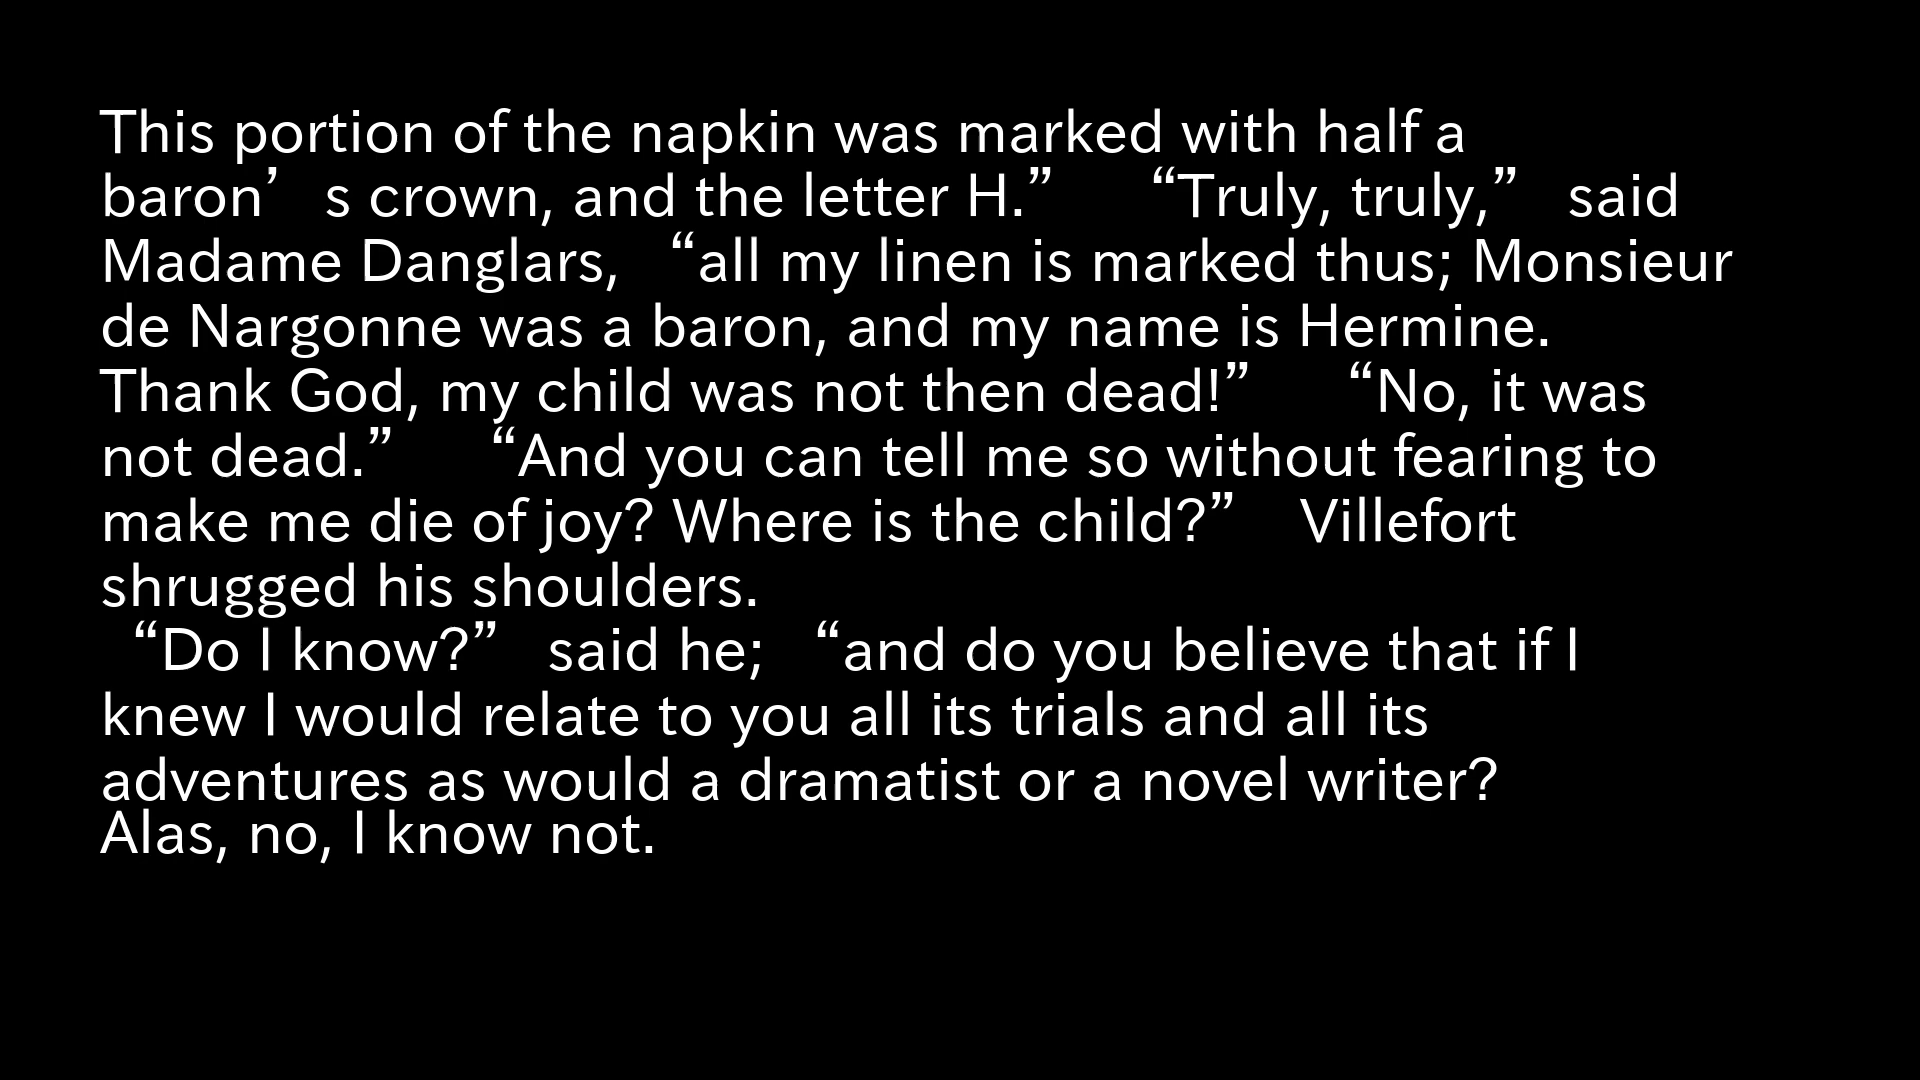 This portion of the napkin was marked with half a
baron’s crown, and the letter H.” “Truly, truly,” said
Madame Danglars, “all my linen is marked thus; Monsieur
de Nargonne was a baron, and my name is Hermine.
Thank God, my child was not then dead!” “No, it was
not dead.” “And you can tell me so without fearing to
make me die of joy? Where is the child?” Villefort
shrugged his shoulders.
“Do I know?” said he; “and do you believe that if I
knew I would relate to you all its trials and all its
adventures as would a dramatist or a novel writer?
Alas, no, I know not.